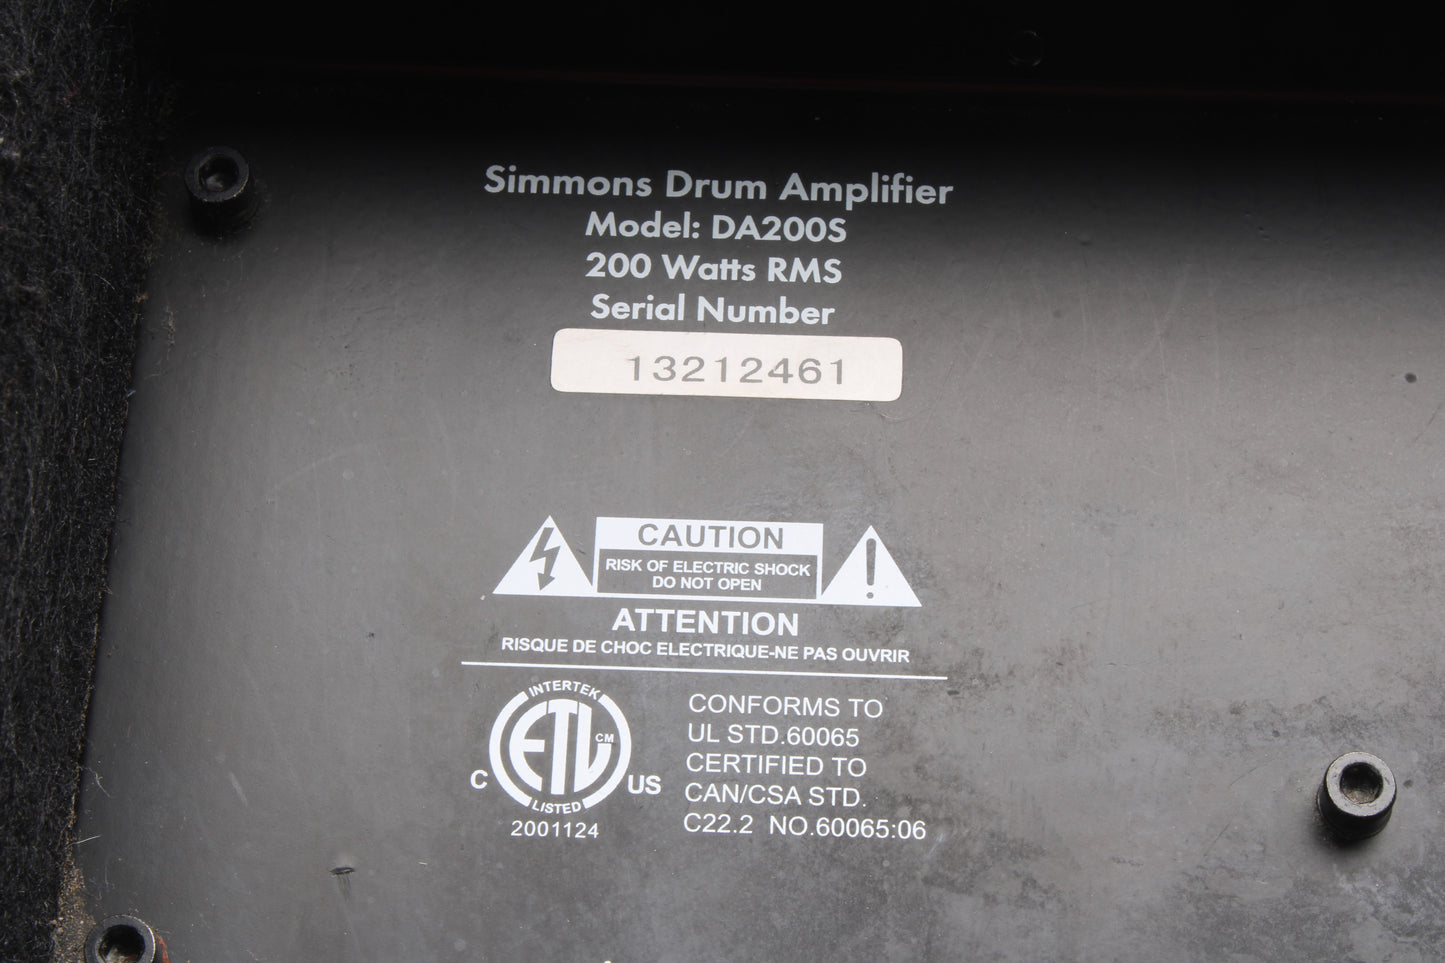 Simmons Drum Amplifier
Model: DA200S
200 Watts RMS
Serial Number
13212461
CAUTION
RISK OF ELECTRIC SHOCK
DO NOT OPEN
ATTENTION
RISQUE DE CHOC ELECTRIQUE-NE PAS OUVRIR
INTERTEK
ETL CM
C US
LISTED
2001124
CONFORMS TO
UL STD.60065
CERTIFIED TO
CAN/CSA STD.
C22.2 NO.60065:06